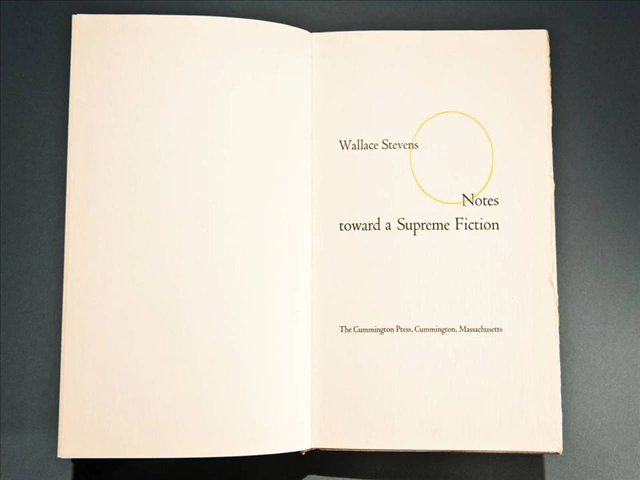 Wallace Stevens
Notes
toward a Supreme Fiction
The Cummington Press, Cummington, Massachusetts